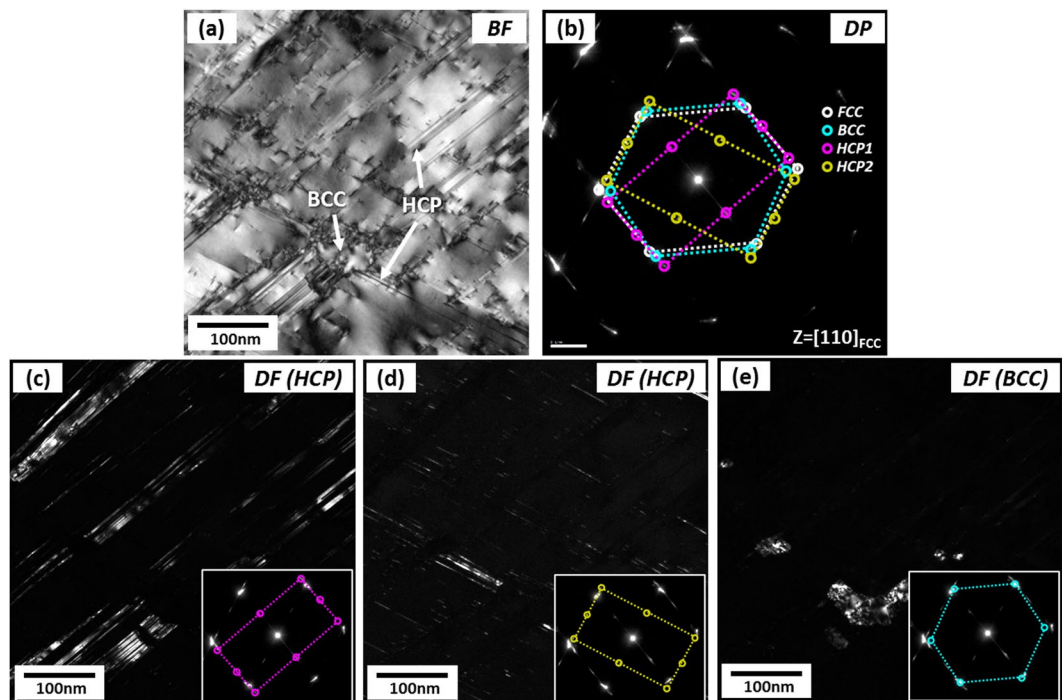 (a)
BF
BCC
HCP
100nm
(b)
DP
FCC
BCC
HCP1
HCP2
Z=[110]FCC
(c)
DF (HCP)
100nm
(d)
DF (HCP)
100nm
(e)
DF (BCC)
100nm